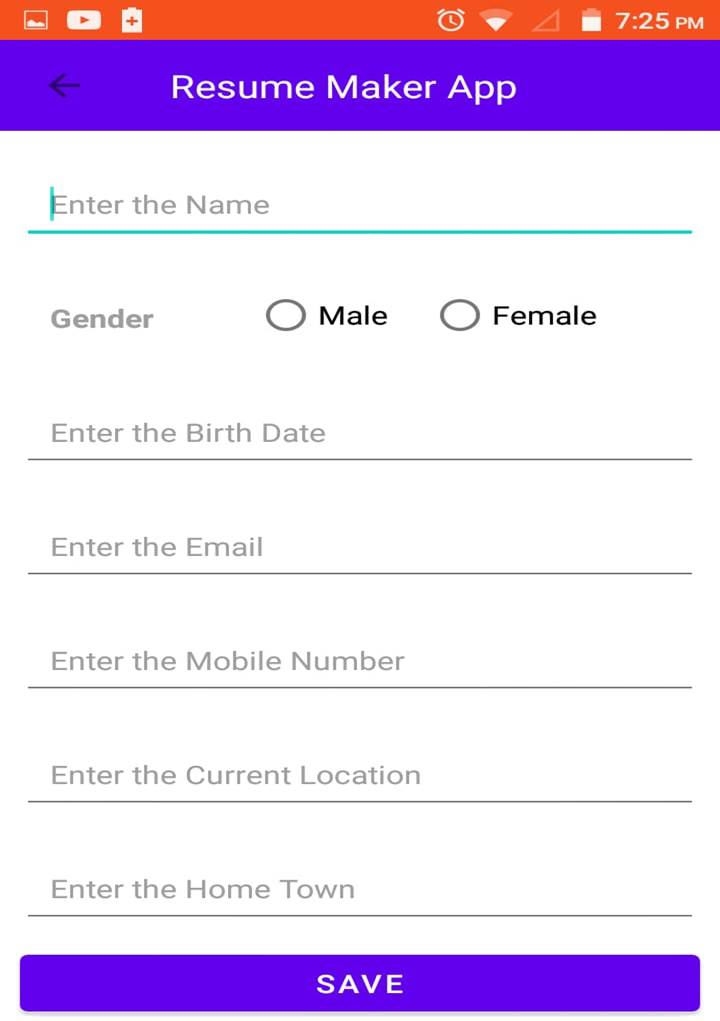 7:25 PM
Resume Maker App
Enter the Name
Gender Male Female
Enter the Birth Date
Enter the Email
Enter the Mobile Number
Enter the Current Location
Enter the Home Town
SAVE